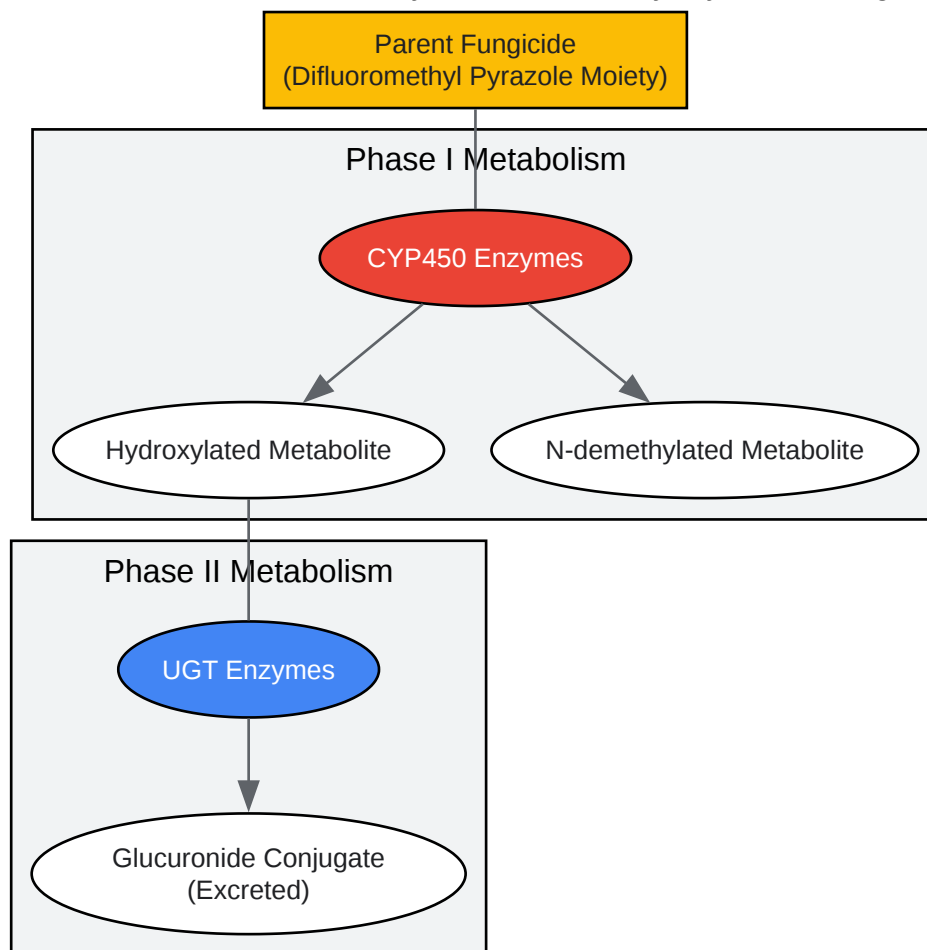 Parent Fungicide
(Difluoromethyl Pyrazole Moiety)
Phase I Metabolism
CYP450 Enzymes
Hydroxylated Metabolite
N-demethylated Metabolite
Phase II Metabolism
UGT Enzymes
Glucuronide Conjugate
(Excreted)